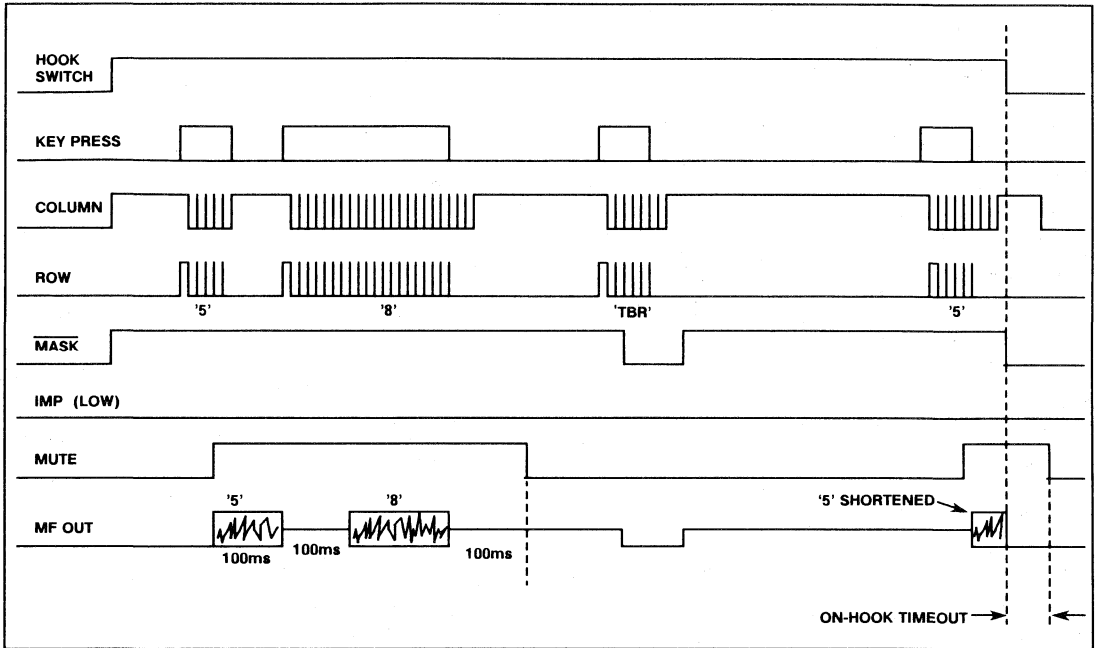 HOOK
SWITCH
KEY PRESS
COLUMN
ROW
'5'
'8'
'TBR'
'5'
MASK
IMP (LOW)
MUTE
'5'
'8'
'5' SHORTENED
MF OUT
100ms
100ms
100ms
ON-HOOK TIMEOUT